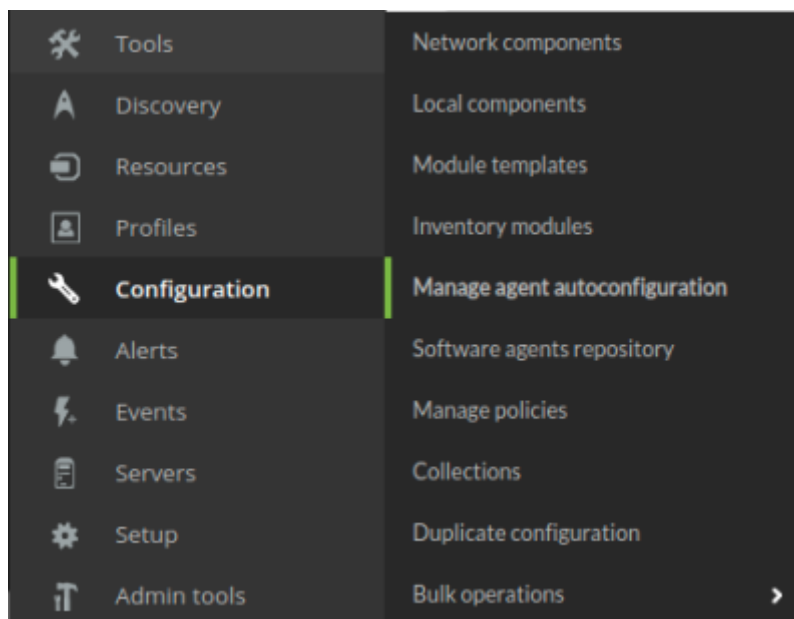 Tools
Discovery
Resources
Profiles
Configuration
Alerts
Events
Servers
Setup
Admin tools
Network components
Local components
Module templates
Inventory modules
Manage agent autoconfiguration
Software agents repository
Manage policies
Collections
Duplicate configuration
Bulk operations